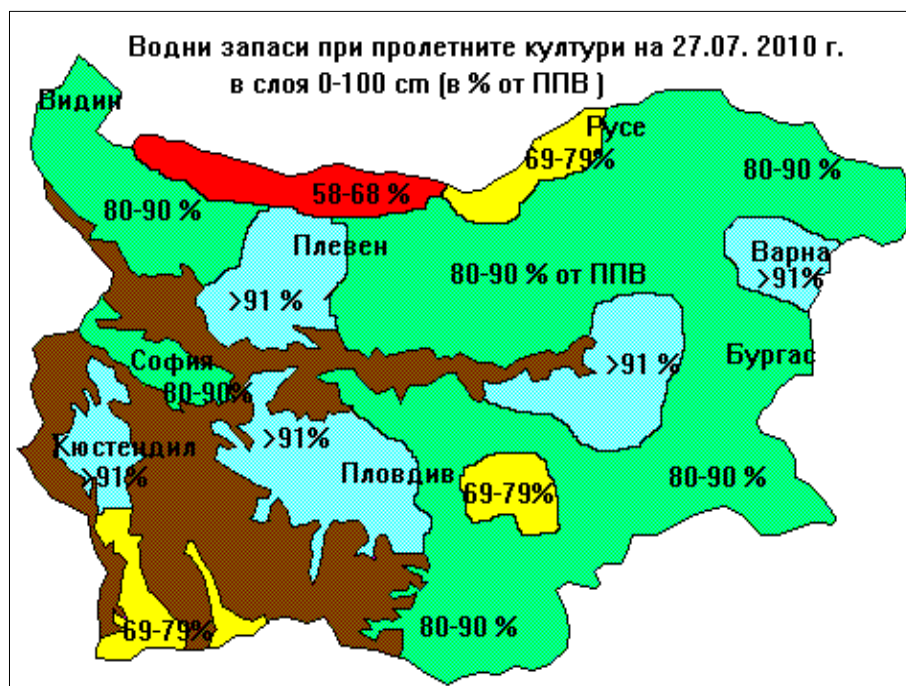 Водни запаси при пролетните култури на 27.07. 2010 г.
в слоя 0-100 cm (в % от ППВ )
Видин
Русе
69-79%
80-90 %
58-68 %
80-90 %
Плевен
Варна
>91%
80-90 % от ППВ
>91 %
София
80-90%
>91 %
Бургас
>91%
Кюстендил
>91%
Пловдив
69-79%
80-90 %
69-79%
80-90 %